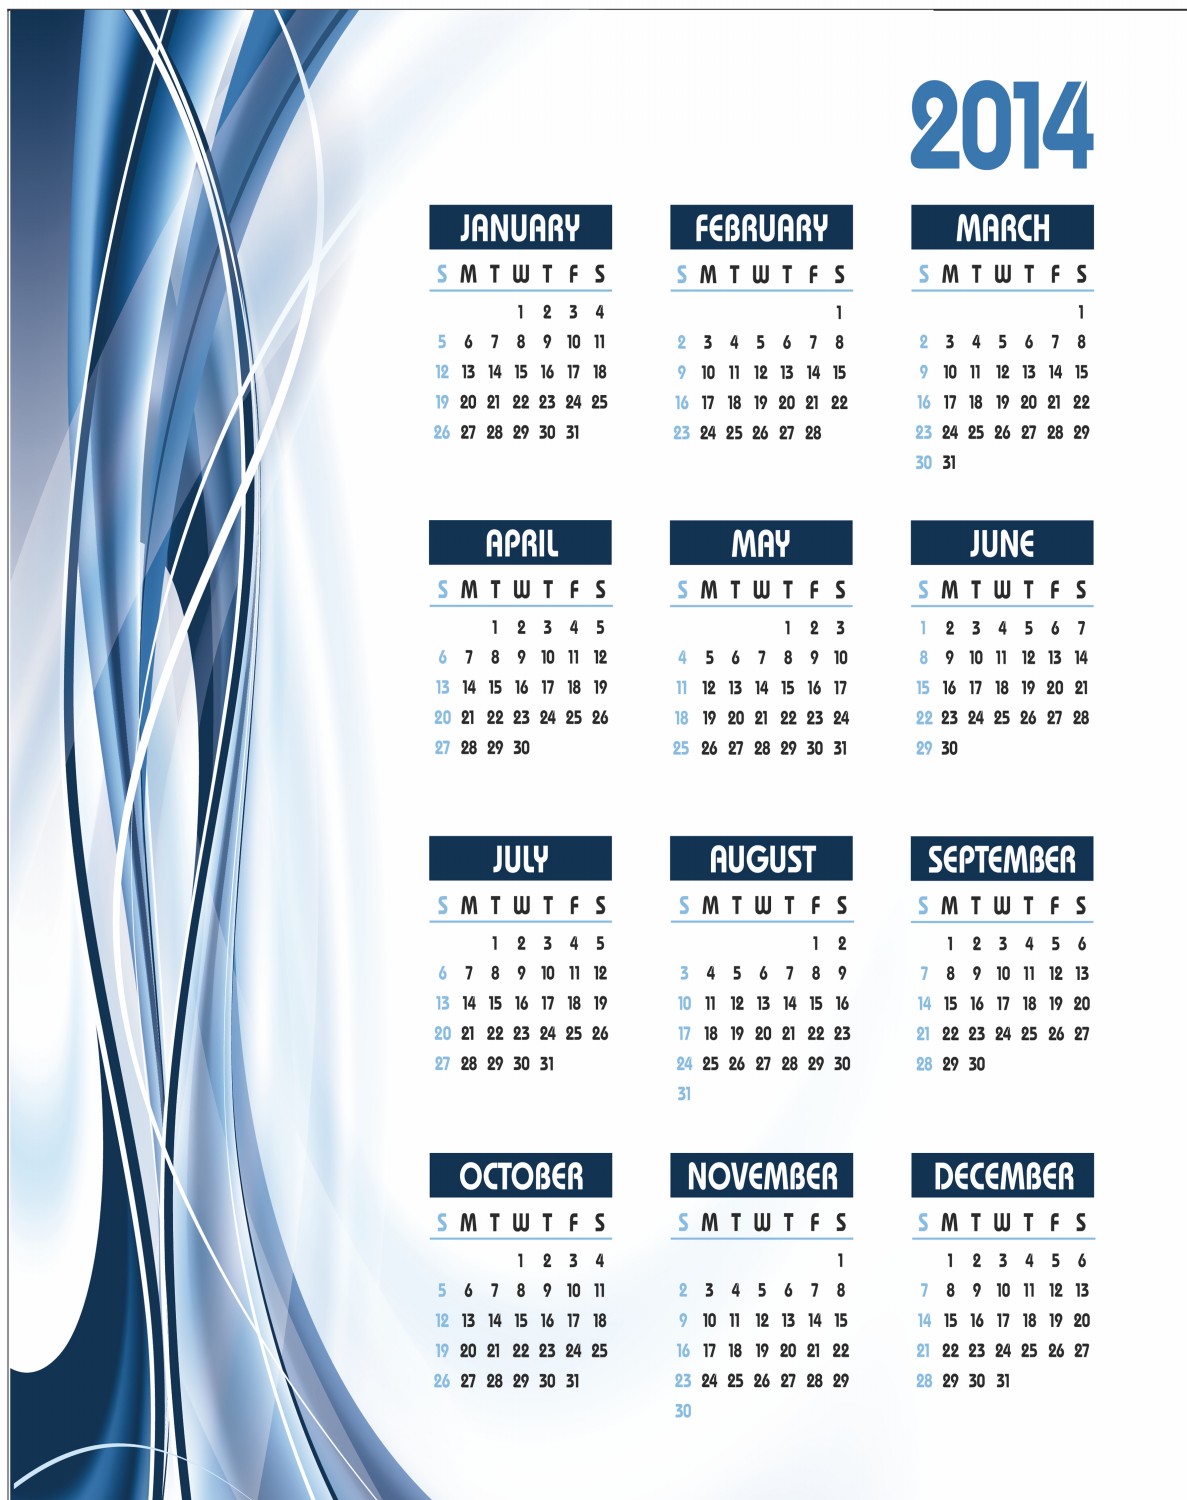 2014
JANUARY
S M T W T F S
1 2 3 4
5 6 7 8 9 10 11
12 13 14 15 16 17 18
19 20 21 22 23 24 25
26 27 28 29 30 31
FEBRUARY
S M T W T F S
1
2 3 4 5 6 7 8
9 10 11 12 13 14 15
16 17 18 19 20 21 22
23 24 25 26 27 28
MARCH
S M T W T F S
1
2 3 4 5 6 7 8
9 10 11 12 13 14 15
16 17 18 19 20 21 22
23 24 25 26 27 28 29
30 31
APRIL
S M T W T F S
1 2 3 4 5
6 7 8 9 10 11 12
13 14 15 16 17 18 19
20 21 22 23 24 25 26
27 28 29 30
MAY
S M T W T F S
1 2 3
4 5 6 7 8 9 10
11 12 13 14 15 16 17
18 19 20 21 22 23 24
25 26 27 28 29 30 31
JUNE
S M T W T F S
1 2 3 4 5 6 7
8 9 10 11 12 13 14
15 16 17 18 19 20 21
22 23 24 25 26 27 28
29 30
JULY
S M T W T F S
1 2 3 4 5
6 7 8 9 10 11 12
13 14 15 16 17 18 19
20 21 22 23 24 25 26
27 28 29 30 31
AUGUST
S M T W T F S
1 2
3 4 5 6 7 8 9
10 11 12 13 14 15 16
17 18 19 20 21 22 23
24 25 26 27 28 29 30
31
SEPTEMBER
S M T W T F S
1 2 3 4 5 6
7 8 9 10 11 12 13
14 15 16 17 18 19 20
21 22 23 24 25 26 27
28 29 30
OCTOBER
S M T W T F S
1 2 3 4
5 6 7 8 9 10 11
12 13 14 15 16 17 18
19 20 21 22 23 24 25
26 27 28 29 30 31
NOVEMBER
S M T W T F S
1
2 3 4 5 6 7 8
9 10 11 12 13 14 15
16 17 18 19 20 21 22
23 24 25 26 27 28 29
30
DECEMBER
S M T W T F S
1 2 3 4 5 6
7 8 9 10 11 12 13
14 15 16 17 18 19 20
21 22 23 24 25 26 27
28 29 30 31